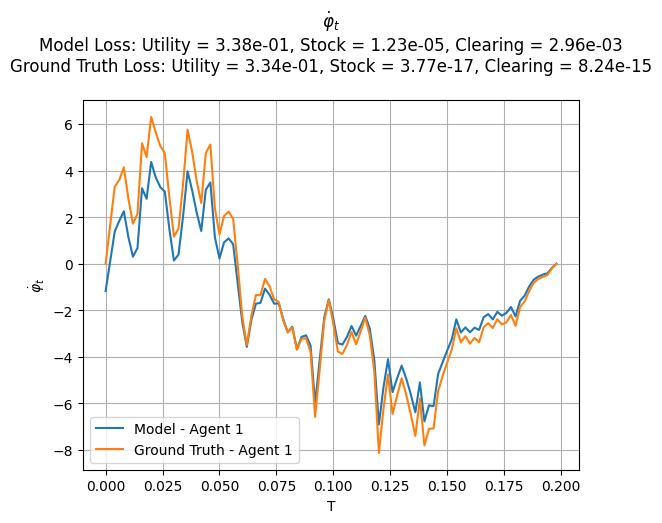 φ̇ₜ
Model Loss: Utility = 3.38e-01, Stock = 1.23e-05, Clearing = 2.96e-03
Ground Truth Loss: Utility = 3.34e-01, Stock = 3.77e-17, Clearing = 8.24e-15
6
4
2
0
−2
−4
−6
−8
φ̇ₜ
Model - Agent 1
Ground Truth - Agent 1
0.000 0.025 0.050 0.075 0.100 0.125 0.150 0.175 0.200
T